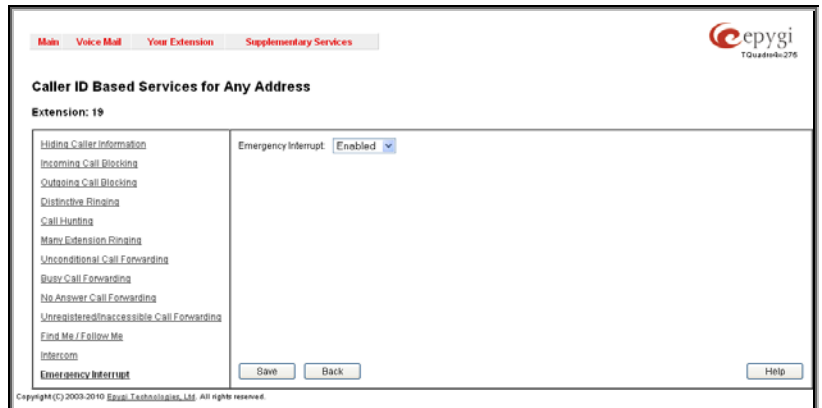 Main Voice Mail Your Extension Supplementary Services
epygi
TQuadro4x-276
Caller ID Based Services for Any Address
Extension: 19
Hiding Caller Information
Emergency Interrupt: Enabled
Incoming Call Blocking
Outgoing Call Blocking
Distinctive Ringing
Call Hunting
Many Extension Ringing
Unconditional Call Forwarding
Busy Call Forwarding
No Answer Call Forwarding
Unregistered/Inaccessible Call Forwarding
Find Me / Follow Me
Intercom
Emergency Interrupt
Save Back Help
Copyright (C) 2003-2010 Epygi Technologies, Ltd. All rights reserved.